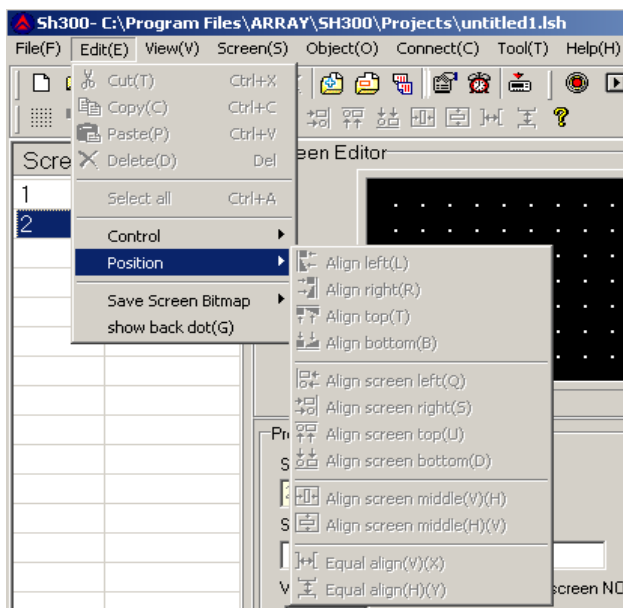 Sh300- C:\Program Files\ARRAY\SH300\Projects\untitled1.lsh
File(F) Edit(E) View(V) Screen(S) Object(O) Connect(C) Tool(T) Help(H)
Cut(T) Ctrl+X
Copy(C) Ctrl+C
Paste(P) Ctrl+V
Delete(D) Del
Select all Ctrl+A
Control
Position
Save Screen Bitmap
show back dot(G)
Scre
1
2
een Editor
Align left(L)
Align right(R)
Align top(T)
Align bottom(B)
Align screen left(Q)
Align screen right(S)
Align screen top(U)
Align screen bottom(D)
Align screen middle(V)(H)
Align screen middle(H)(V)
Equal align(V)(X)
Equal align(H)(Y)
Pr
S
S
V
screen NO